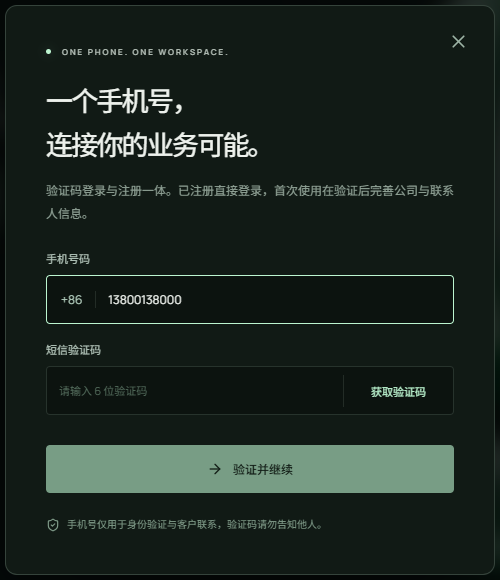 ONE PHONE. ONE WORKSPACE.
一个手机号，
连接你的业务可能。
验证码登录与注册一体。已注册直接登录，首次使用在验证后完善公司与联系
人信息。
手机号码
+86 13800138000
短信验证码
请输入 6 位验证码 获取验证码
验证并继续
手机号仅用于身份验证与客户联系，验证码请勿告知他人。